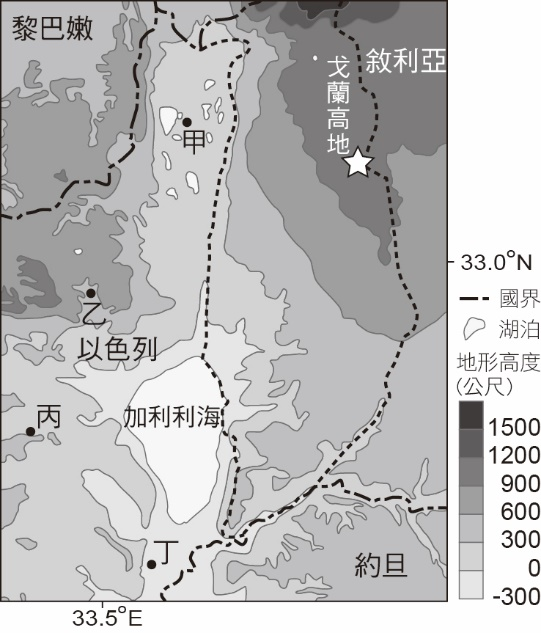 黎巴嫩
敘利亞
戈蘭高地
甲
33.0°N
乙
國界
湖泊
以色列
地形高度
(公尺)
丙
加利利海
1500
1200
900
600
300
0
-300
丁
約旦
33.5°E